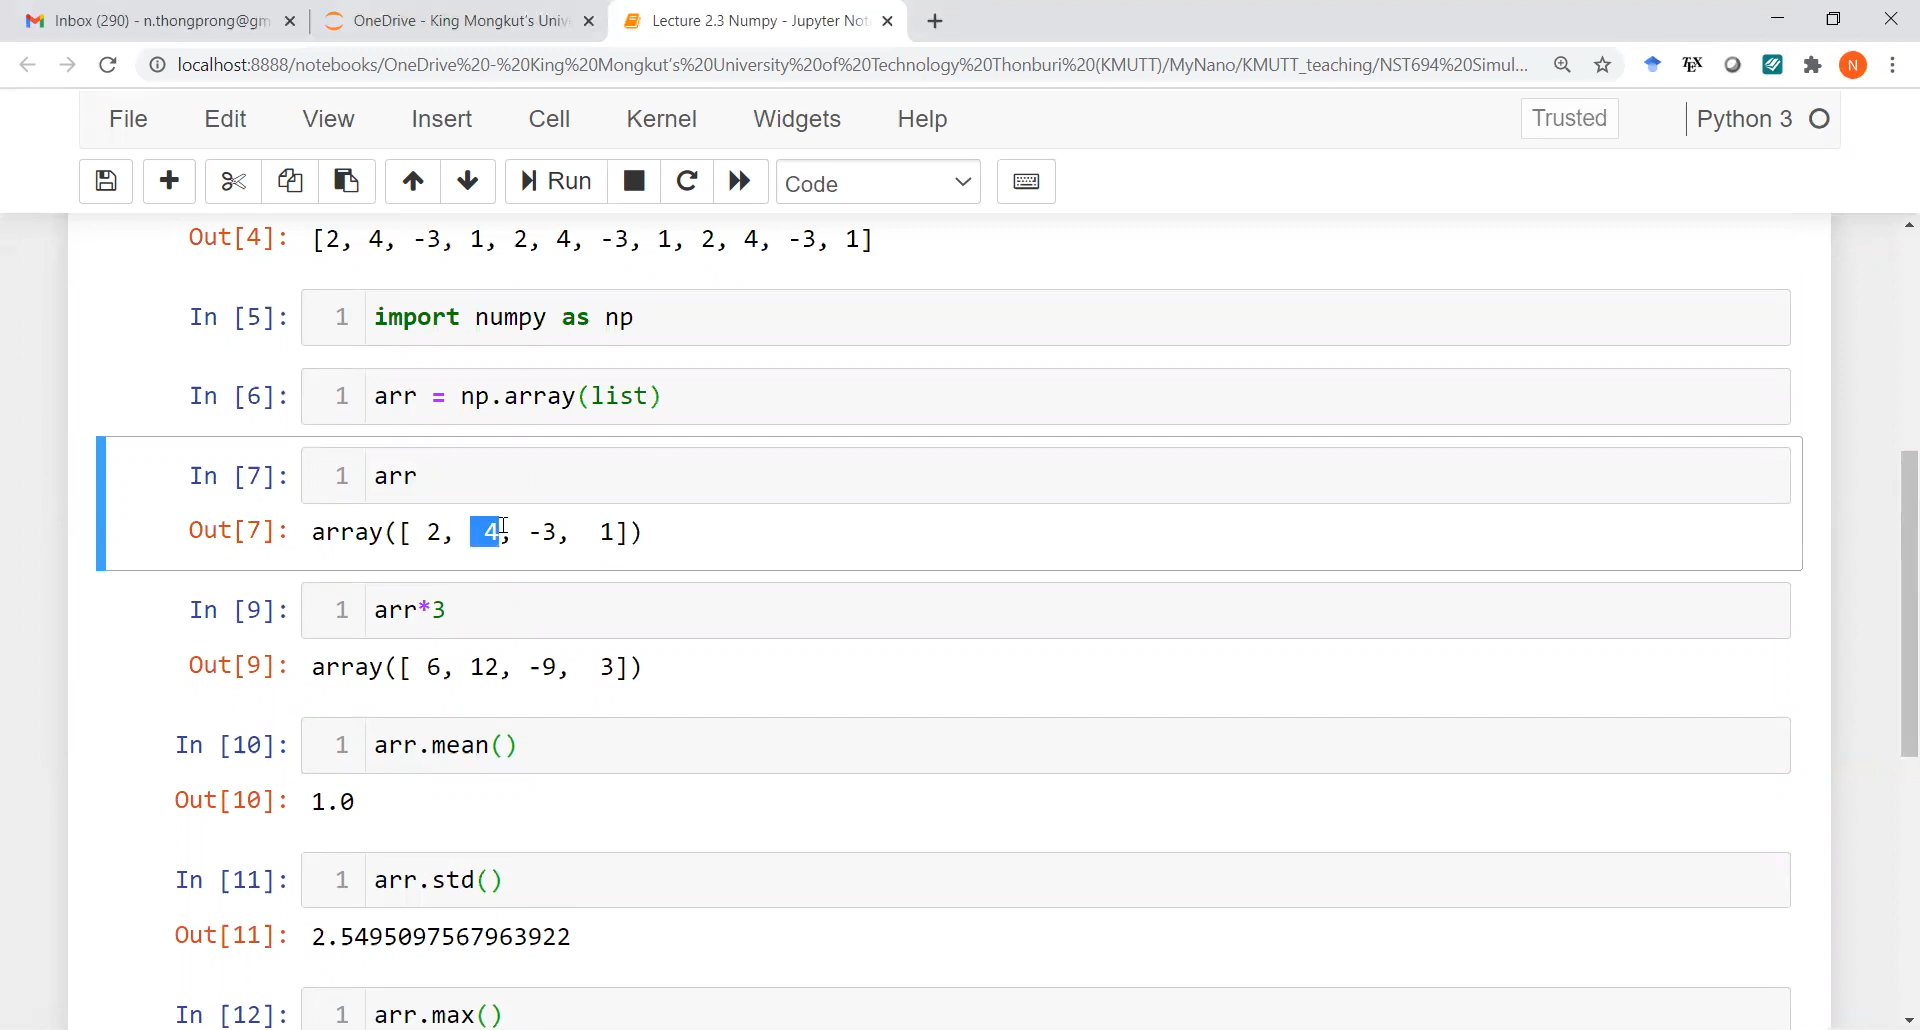 Inbox (290) - n.thongprong@gm
OneDrive - King Mongkut's Univ
Lecture 2.3 Numpy - Jupyter Not
localhost:8888/notebooks/OneDrive%20-%20King%20Mongkut's%20University%20of%20Technology%20Thonburi%20(KMUTT)/MyNano/KMUTT_teaching/NST694%20Simul...
N
File Edit View Insert Cell Kernel Widgets Help Trusted Python 3
Run Code
Out[4]: [2, 4, -3, 1, 2, 4, -3, 1, 2, 4, -3, 1]
In [5]: 1 import numpy as np
In [6]: 1 arr = np.array(list)
In [7]: 1 arr
Out[7]: array([ 2,  4, -3,  1])
In [9]: 1 arr*3
Out[9]: array([ 6, 12, -9,  3])
In [10]: 1 arr.mean()
Out[10]: 1.0
In [11]: 1 arr.std()
Out[11]: 2.5495097567963922
In [12]: 1 arr.max()